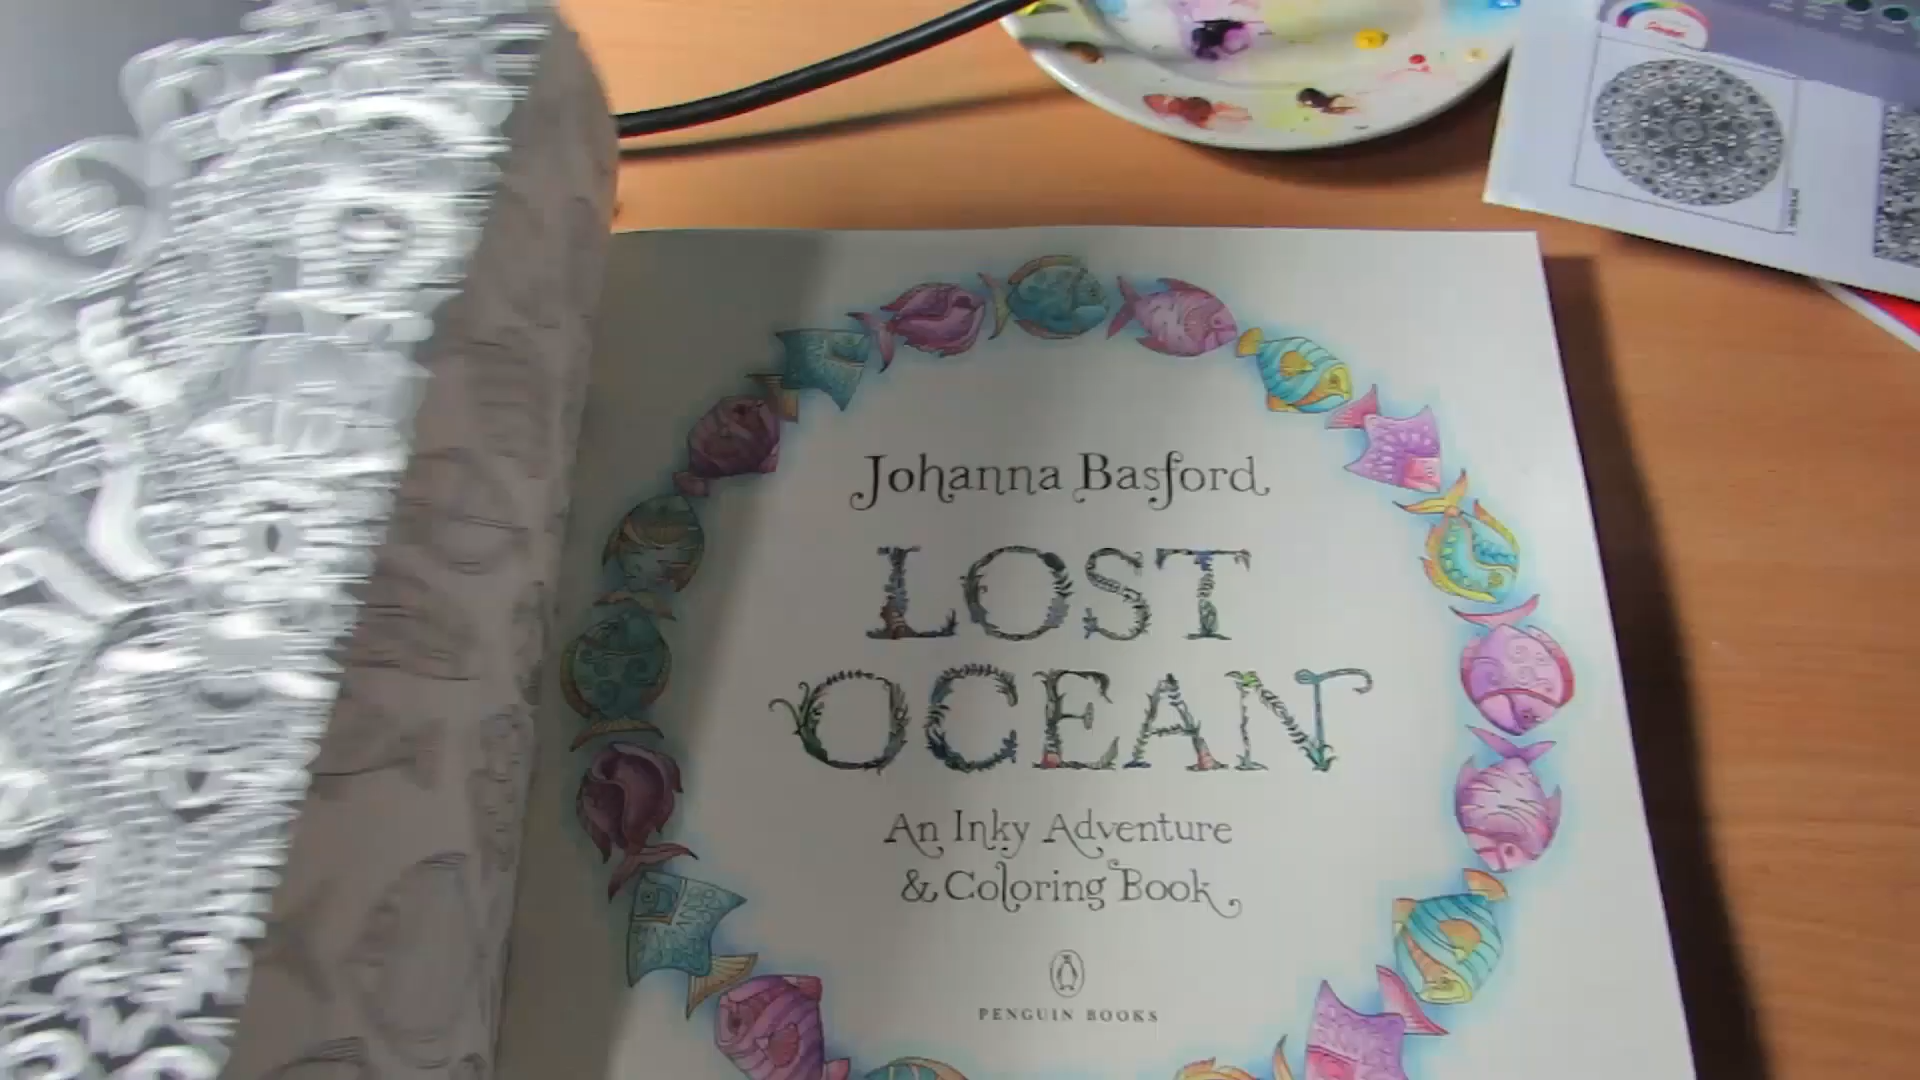 Johanna Basford
LOST
OCEAN
An Inky Adventure
& Coloring Book
PENGUIN BOOKS